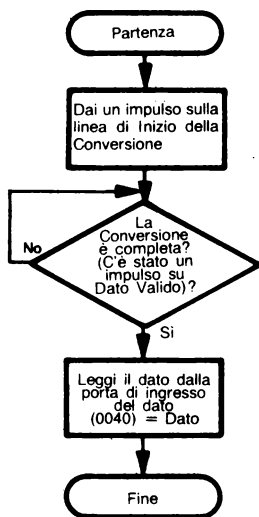 Partenza
Dai un impulso sulla
linea di Inizio della
Conversione
La
Conversione
è completa?
(C'è stato un
impulso su
Dato Valido)?
No
Sì
Leggi il dato dalla
porta di ingresso
del dato
(0040) = Dato
Fine